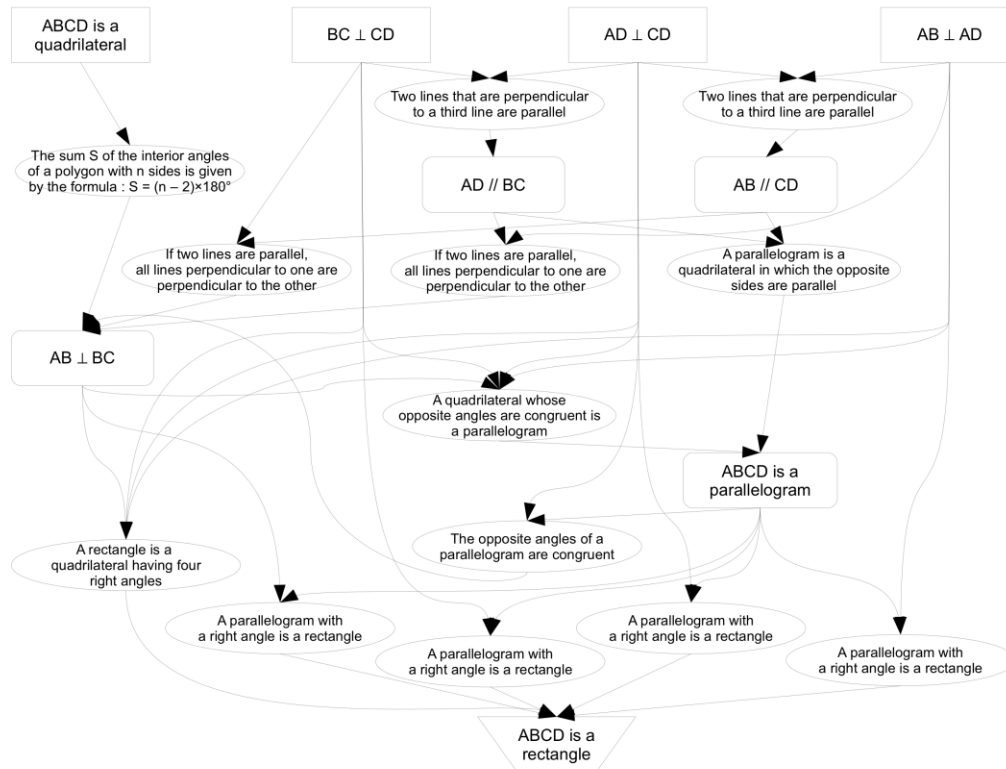 ABCD is a
quadrilateral
BC ⊥ CD
AD ⊥ CD
AB ⊥ AD
Two lines that are perpendicular
to a third line are parallel
Two lines that are perpendicular
to a third line are parallel
The sum S of the interior angles
of a polygon with n sides is given
by the formula : S = (n – 2)×180°
AD // BC
AB // CD
If two lines are parallel,
all lines perpendicular to one are
perpendicular to the other
If two lines are parallel,
all lines perpendicular to one are
perpendicular to the other
A parallelogram is a
quadrilateral in which the opposite
sides are parallel
AB ⊥ BC
A quadrilateral whose
opposite angles are congruent is
a parallelogram
ABCD is a
parallelogram
A rectangle is a
quadrilateral having four
right angles
The opposite angles of a
parallelogram are congruent
A parallelogram with
a right angle is a rectangle
A parallelogram with
a right angle is a rectangle
A parallelogram with
a right angle is a rectangle
A parallelogram with
a right angle is a rectangle
ABCD is a
rectangle